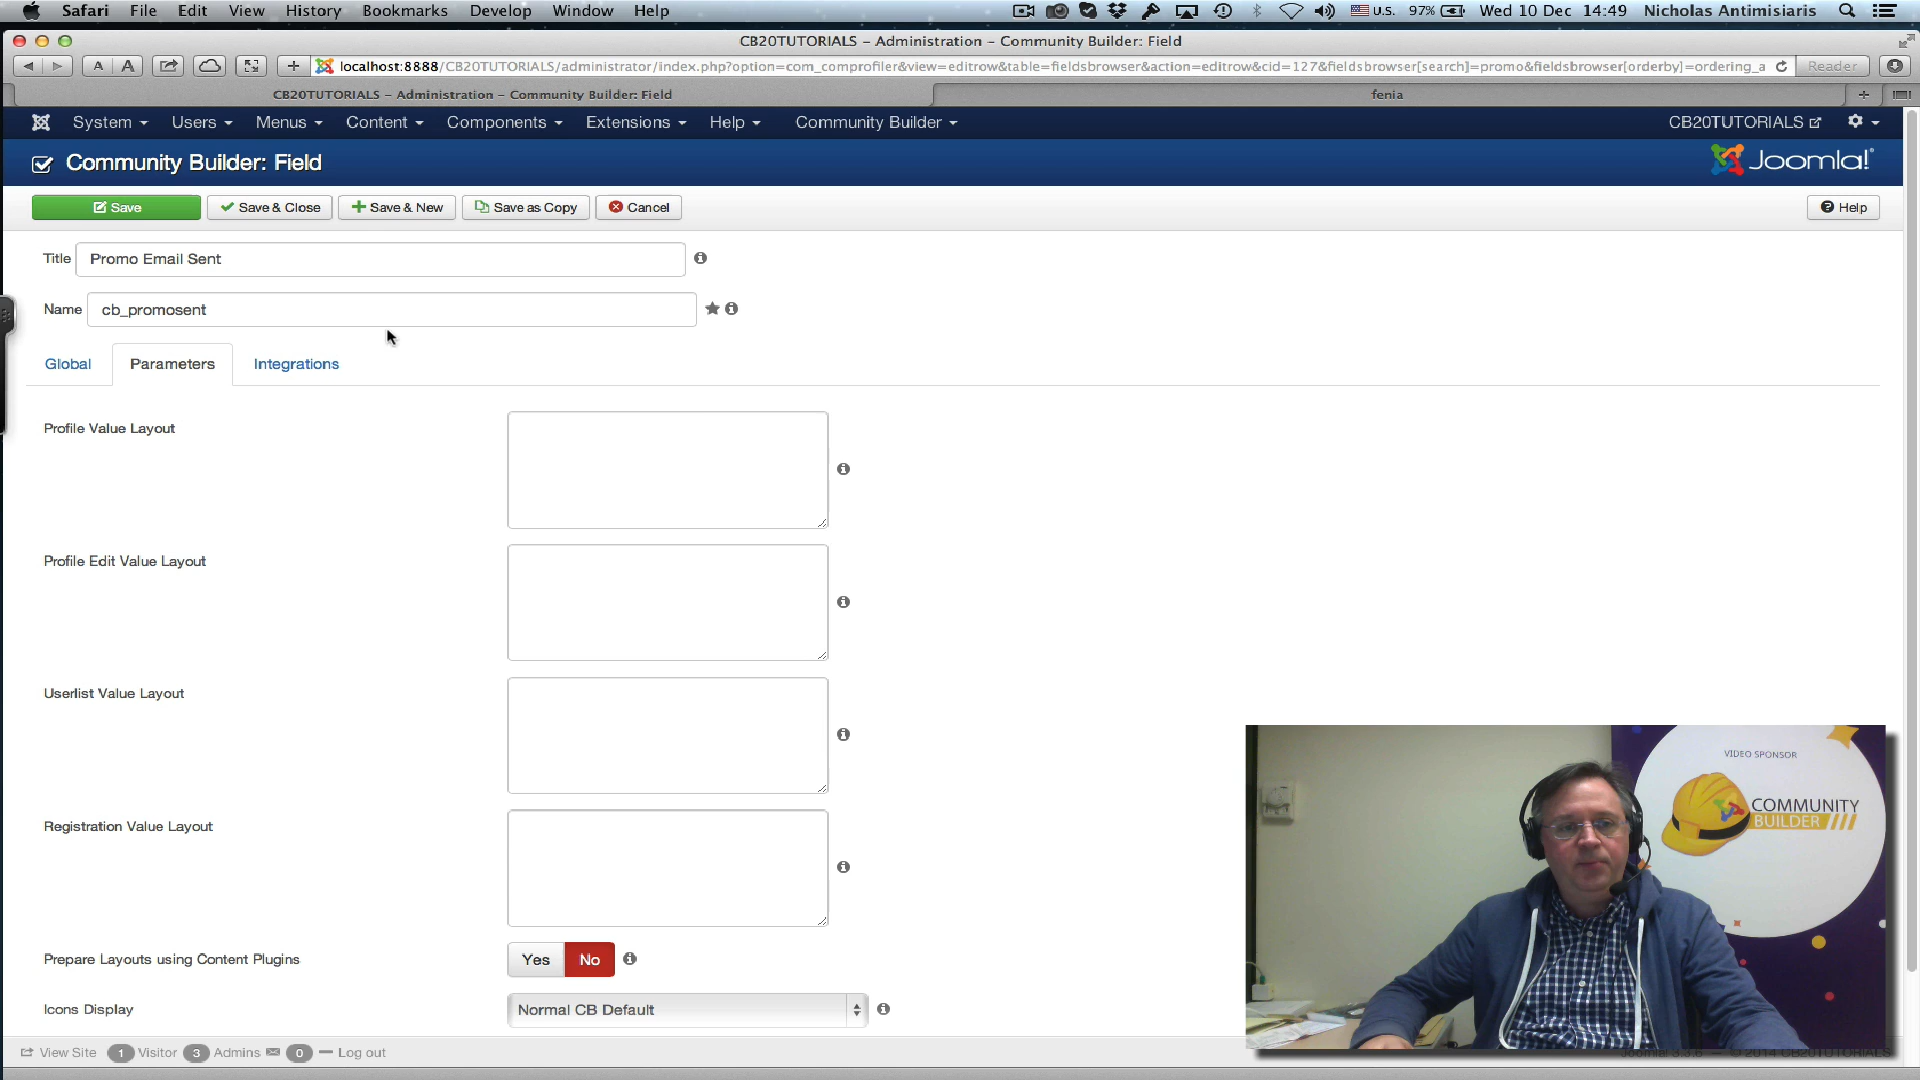 Safari File Edit View History Bookmarks Develop Window Help U.S. 97% Wed 10 Dec 14:49 Nicholas Antimisiaris
CB20TUTORIALS – Administration – Community Builder: Field
A A + localhost:8888/CB20TUTORIALS/administrator/index.php?option=com_comprofiler&view=editrow&table=fieldsbrowser&action=editrow&cid=127&fieldsbrowser[search]=promo&fieldsbrowser[orderby]=ordering_a Reader
CB20TUTORIALS – Administration – Community Builder: Field fenia
System Users Menus Content Components Extensions Help Community Builder CB20TUTORIALS
Community Builder: Field Joomla!
Save Save & Close Save & New Save as Copy Cancel Help
Title Promo Email Sent
Name cb_promosent
Global Parameters Integrations
Profile Value Layout
Profile Edit Value Layout
Userlist Value Layout
Registration Value Layout
Prepare Layouts using Content Plugins Yes No
Icons Display Normal CB Default
VIDEO SPONSOR
COMMUNITY
BUILDER
View Site 1 Visitor 3 Admins 0 Log out
Joomla! 3.3.6 — © 2014 CB20TUTORIALS